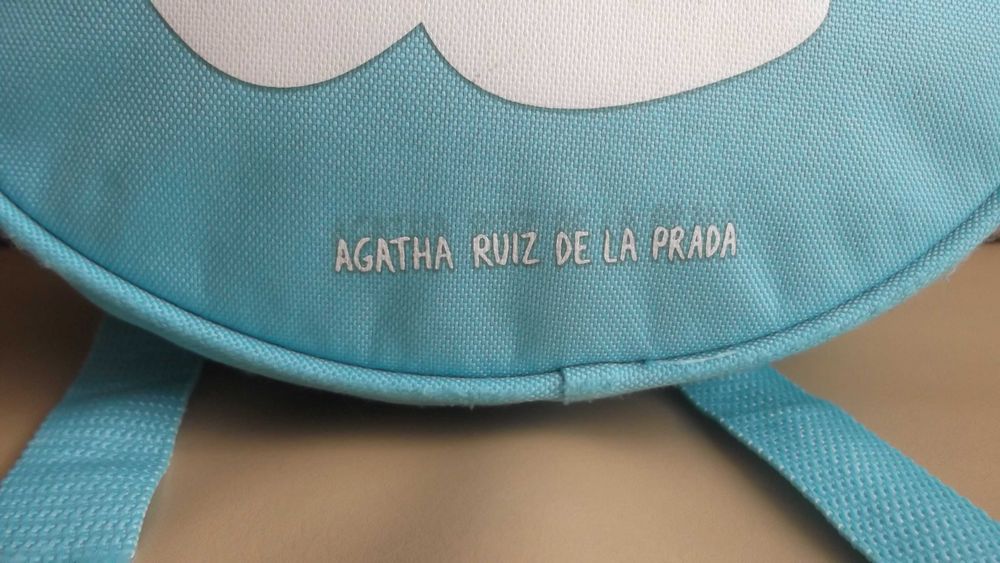 AGATHA RUIZ DE LA PRADA